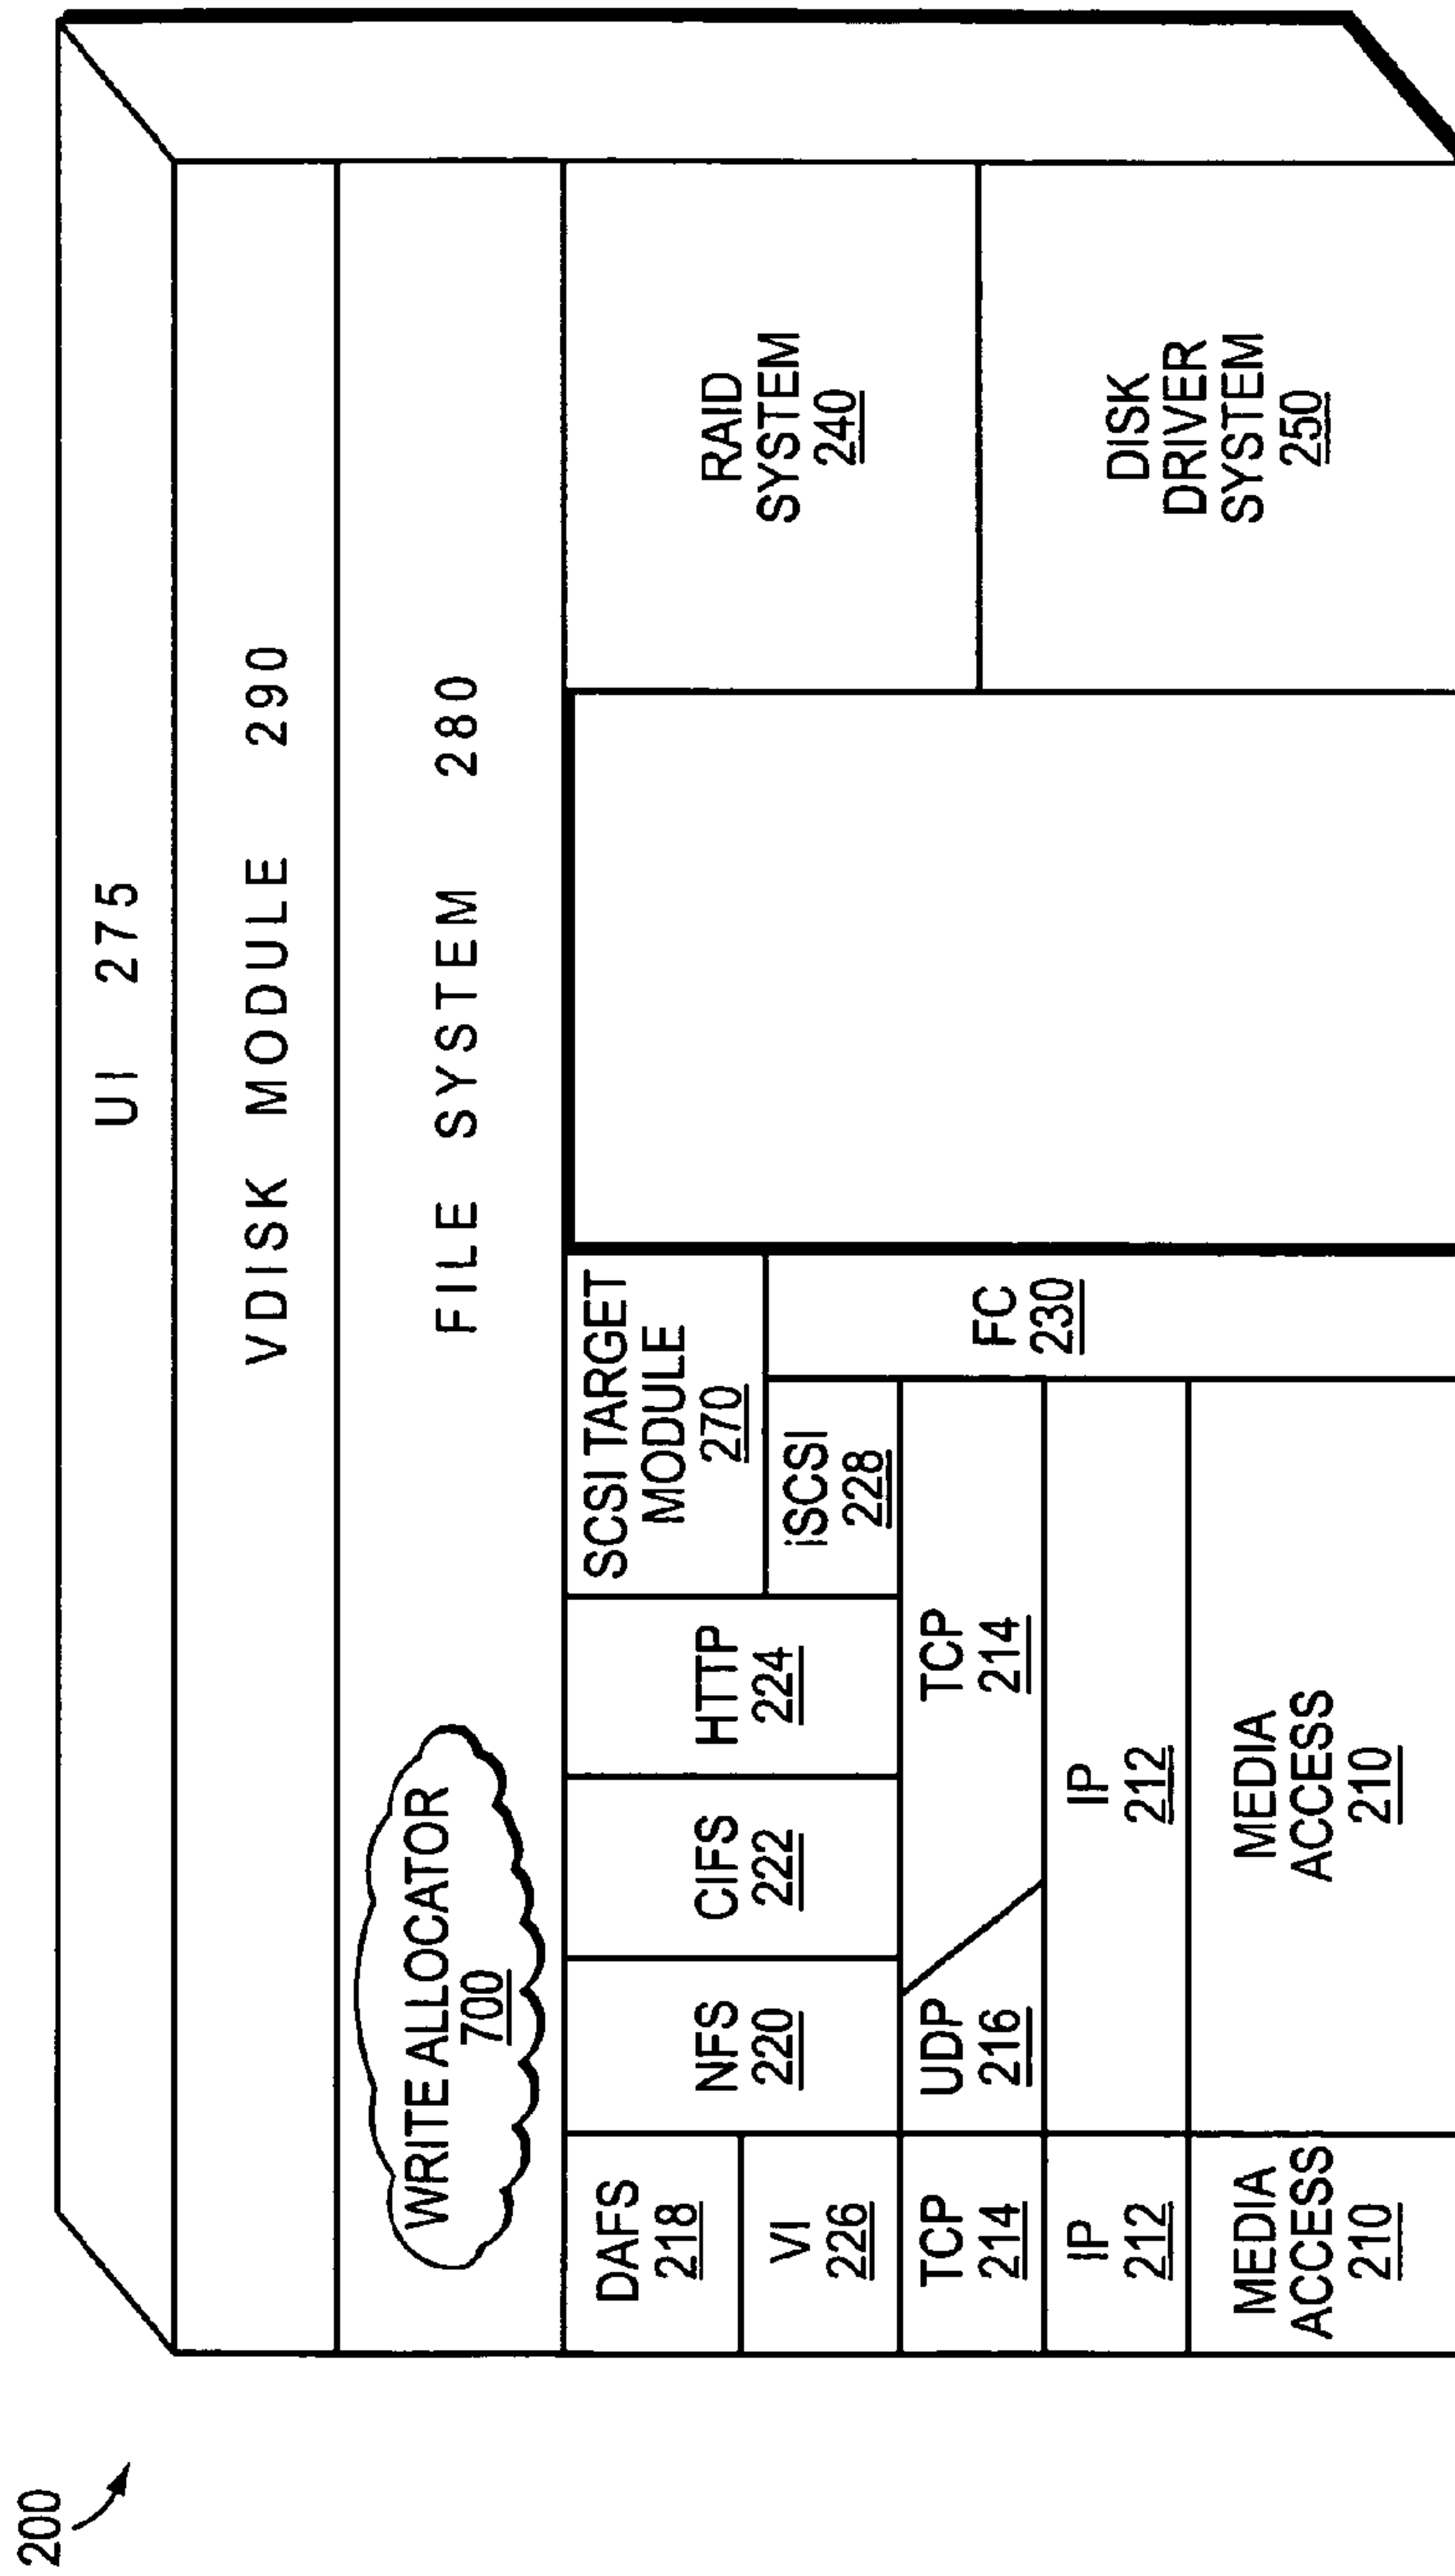 200
UI 275
VDISK MODULE 290
FILE SYSTEM 280
WRITE ALLOCATOR
700
DAFS
218
VI
226
TCP
214
IP
212
MEDIA
ACCESS
210
NFS
220
CIFS
222
HTTP
224
SCSI TARGET
MODULE
270
iSCSI
228
FC
230
UDP
216
TCP
214
IP
212
MEDIA
ACCESS
210
RAID
SYSTEM
240
DISK
DRIVER
SYSTEM
250